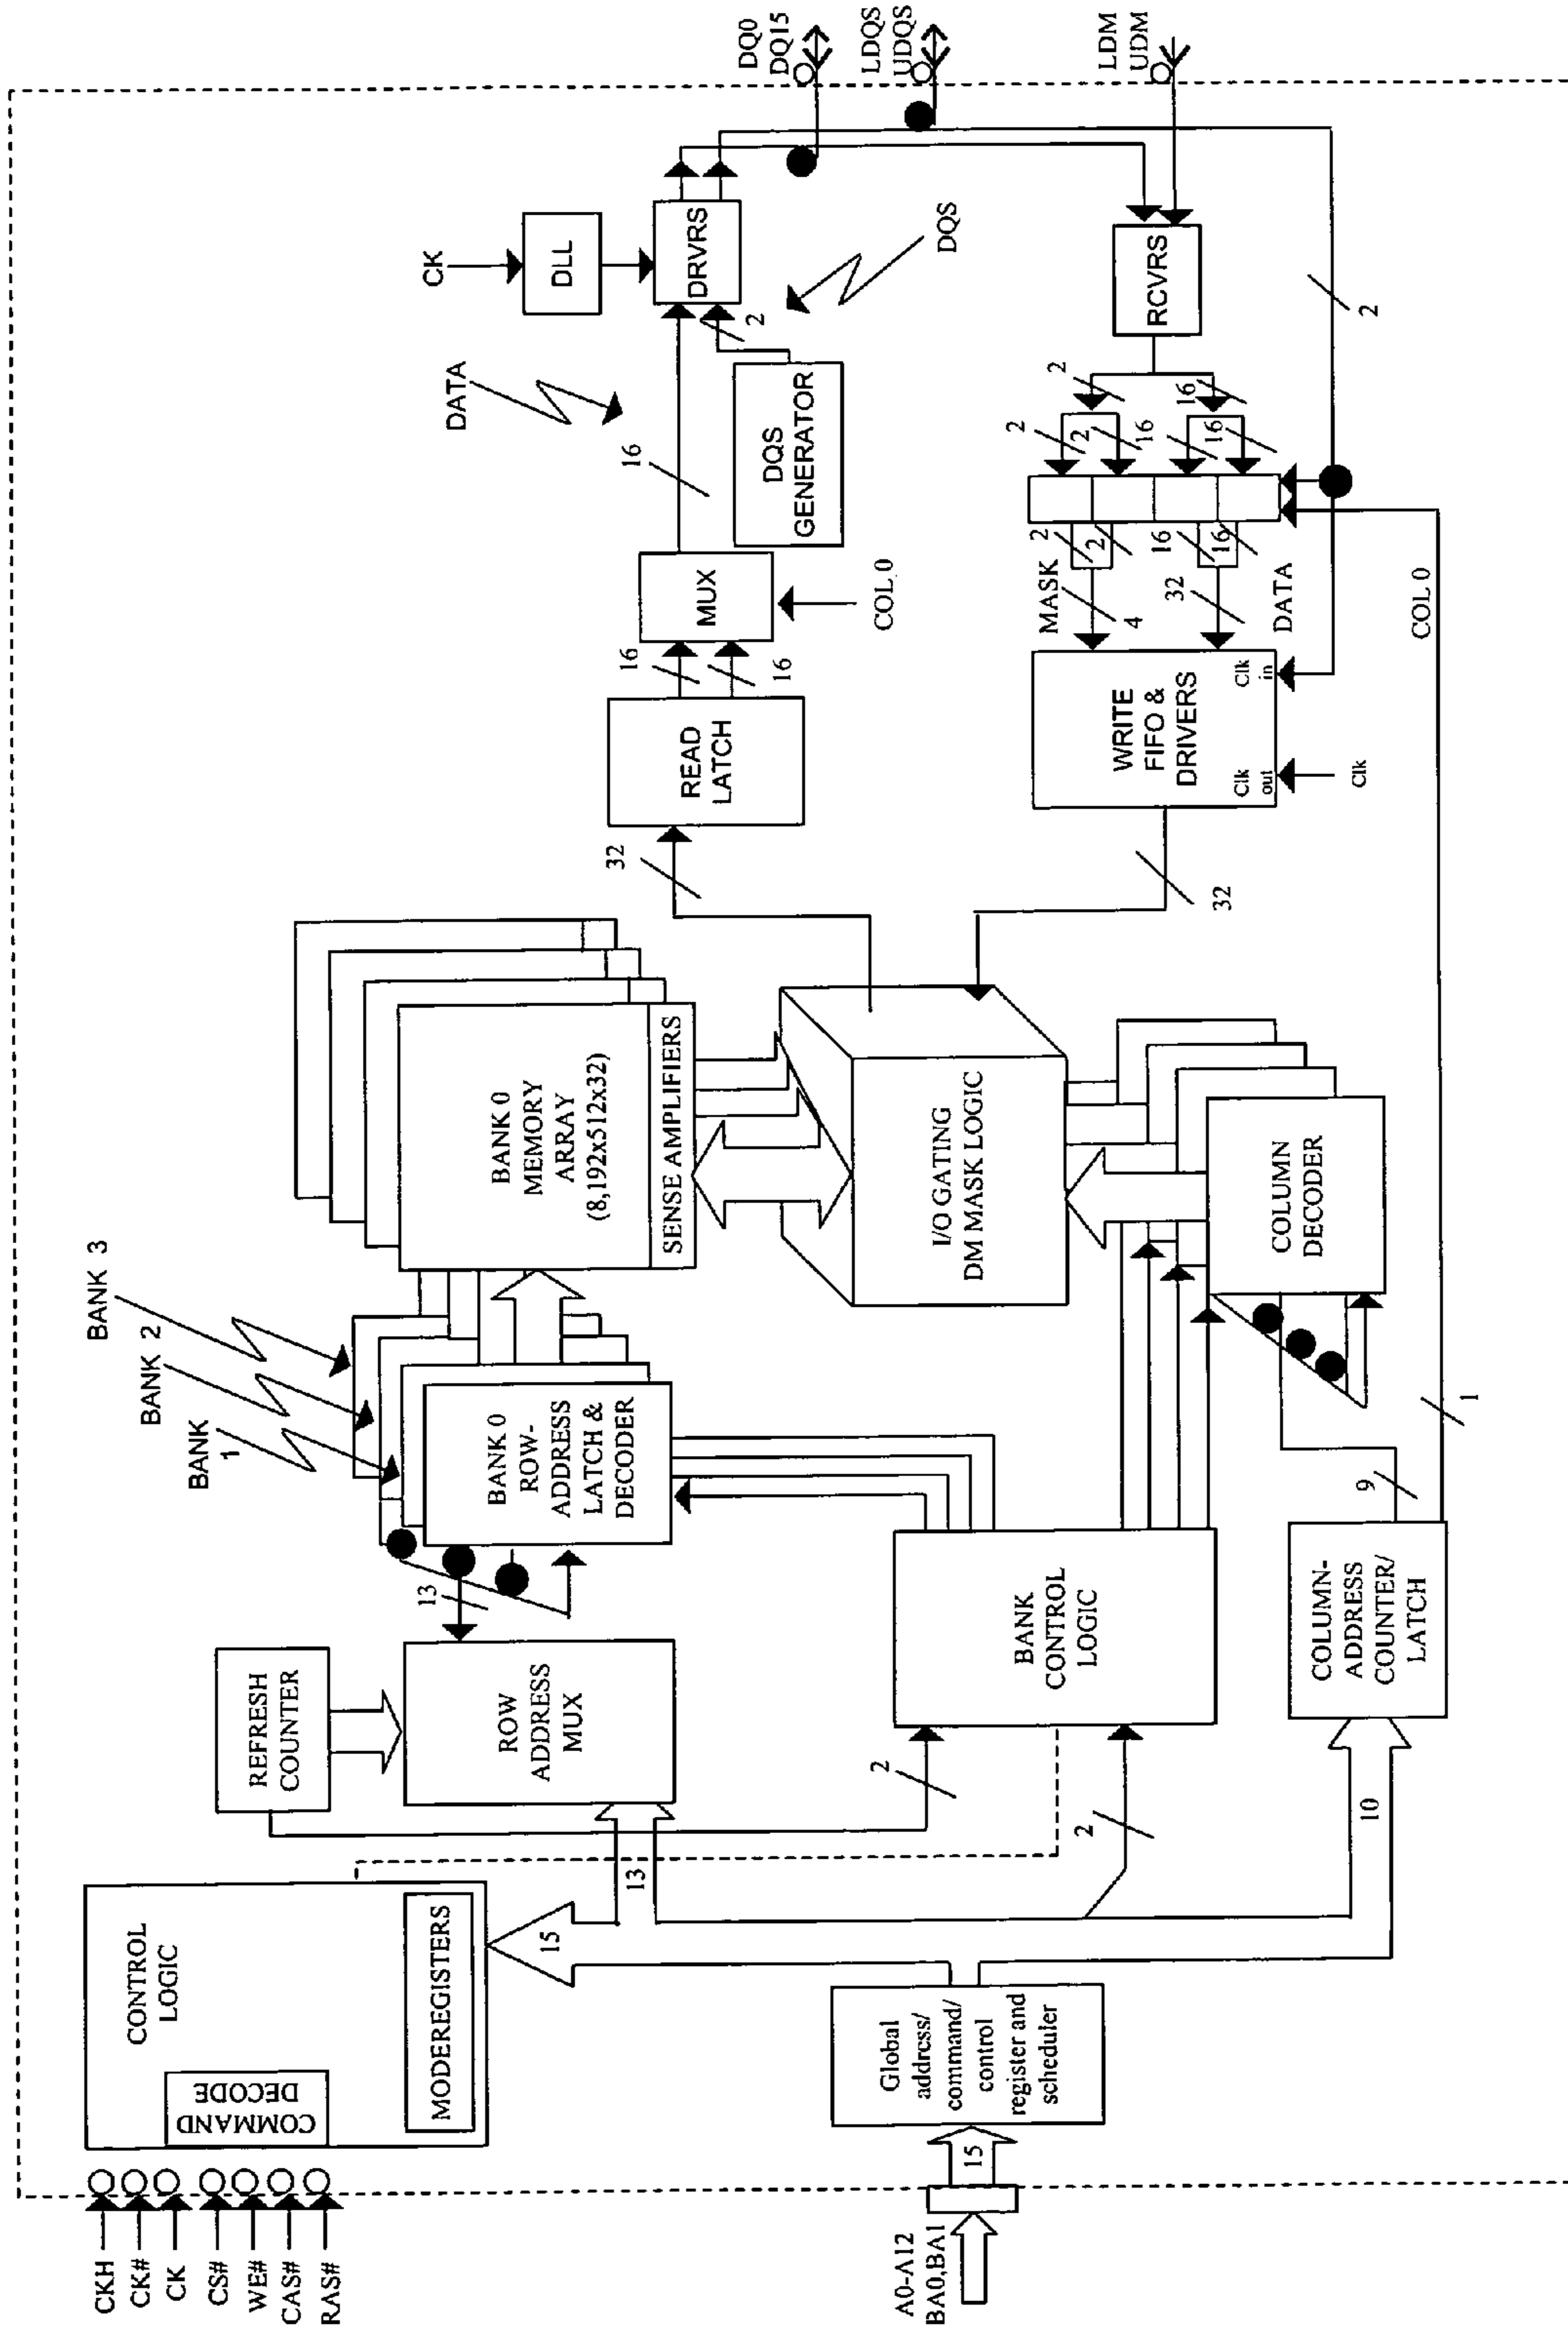 CKH
CK#
CK
CS#
WE#
CAS#
RAS#
CONTROL
LOGIC
COMMAND
DECODE
MODEREGISTERS
A0-A12
BA0,BA1
15
Global
address/
command/
control
register and
scheduler
15
13
2
2
10
REFRESH
COUNTER
ROW
ADDRESS
MUX
13
BANK
CONTROL
LOGIC
COLUMN-
ADDRESS
COUNTER/
LATCH
9
1
BANK
1
BANK 2
BANK 3
BANK 0
ROW-
ADDRESS
LATCH &
DECODER
BANK 0
MEMORY
ARRAY
(8,192x512x32)
SENSE AMPLIFIERS
I/O GATING
DM MASK LOGIC
COLUMN
DECODER
32
32
READ
LATCH
16
16
MUX
COL 0
16
DATA
DQS
GENERATOR
2
DQS
CK
DLL
DRVRS
DQ0
DQ15
LDQS
UDQS
LDM
UDM
RCVRS
2
16
2
2
16
16
2
2
16
16
MASK
4
32
DATA
WRITE
FIFO &
DRIVERS
Clk
out
Clk
in
Clk
2
COL 0